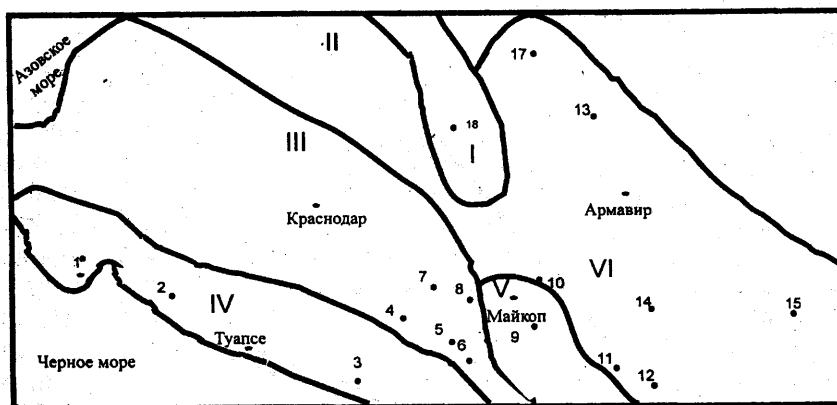 Азовское
море
II
17
13
18
I
III
Краснодар
Армавир
1
2
IV
7
8
V
10
VI
4
Майкоп
14
15
Туапсе
5
9
6
3
11
12
Черное море